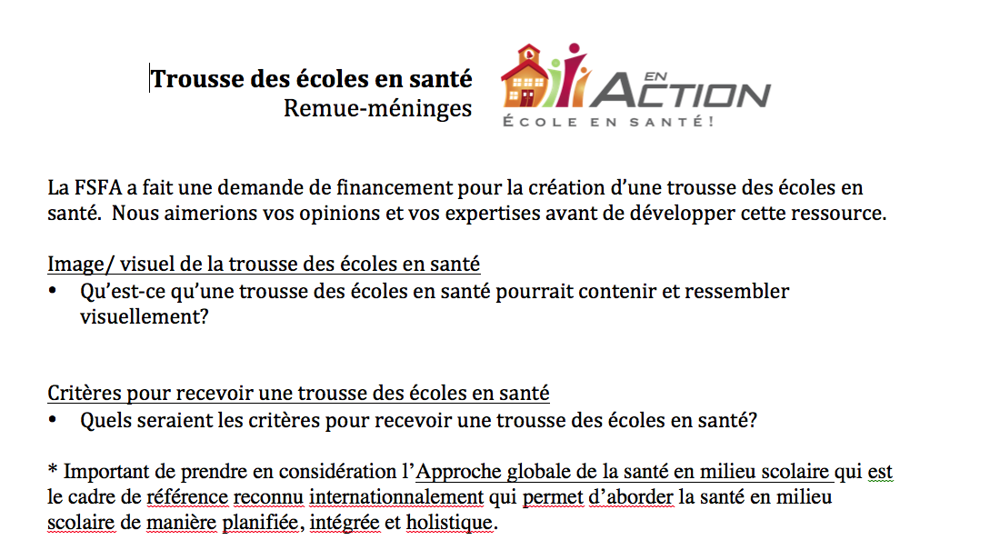 Trousse des écoles en santé
Remue-méninges
EN
ACTION
ÉCOLE EN SANTÉ!
La FSFA a fait une demande de financement pour la création d’une trousse des écoles en
santé.  Nous aimerions vos opinions et vos expertises avant de développer cette ressource.
Image/ visuel de la trousse des écoles en santé
• Qu’est-ce qu’une trousse des écoles en santé pourrait contenir et ressembler
visuellement?
Critères pour recevoir une trousse des écoles en santé
• Quels seraient les critères pour recevoir une trousse des écoles en santé?
* Important de prendre en considération l’Approche globale de la santé en milieu scolaire qui est
le cadre de référence reconnu internationnalement qui permet d’aborder la santé en milieu
scolaire de manière planifiée, intégrée et holistique.